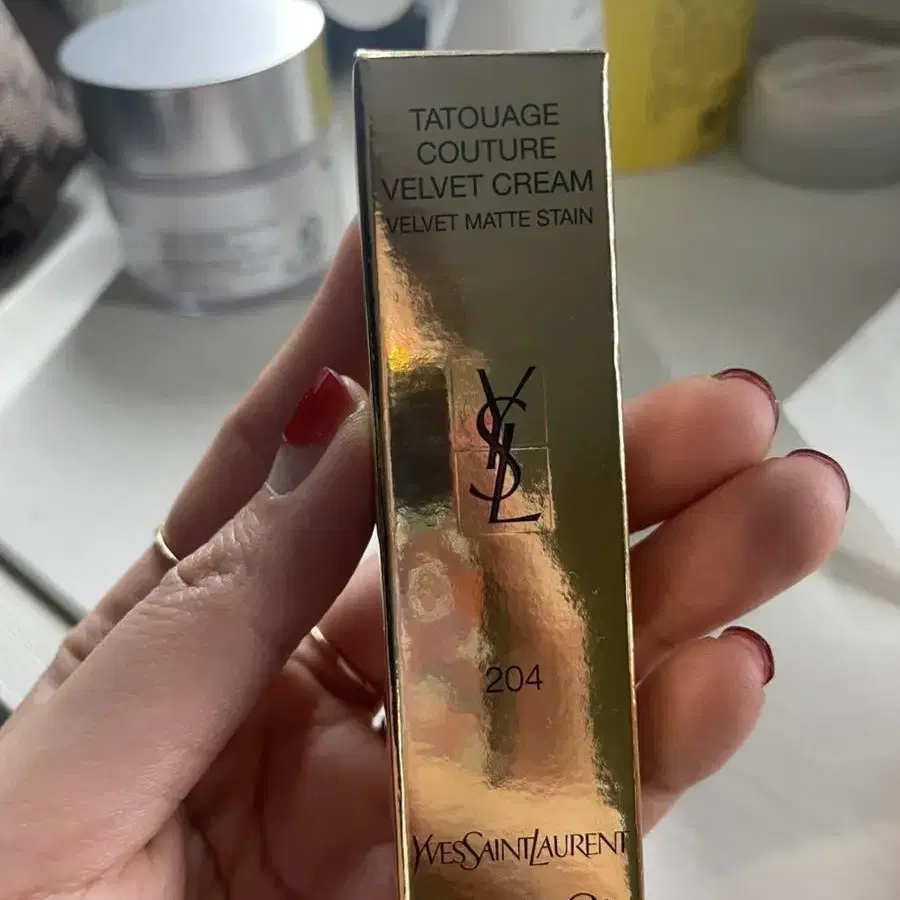 TATOUAGE
COUTURE
VELVET CREAM
VELVET MATTE STAIN
YSL
204
YVESSAINTLAURENT